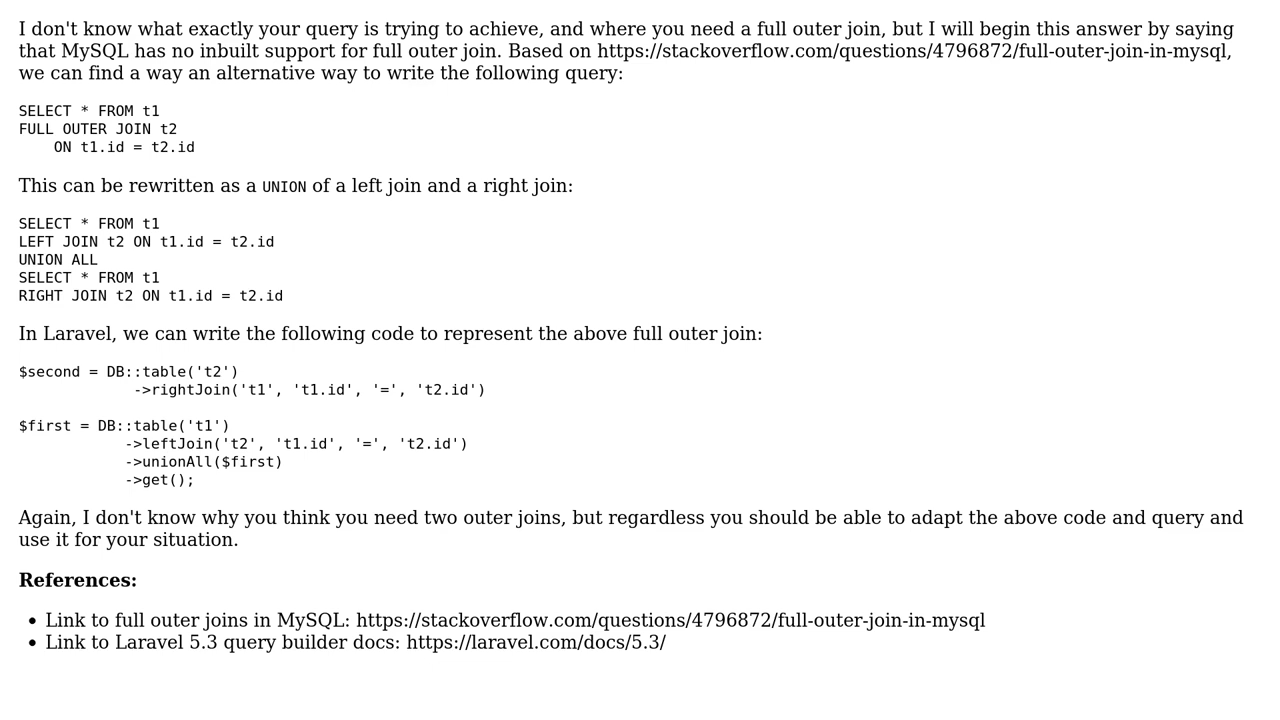 I don't know what exactly your query is trying to achieve, and where you need a full outer join, but I will begin this answer by saying
that MySQL has no inbuilt support for full outer join. Based on https://stackoverflow.com/questions/4796872/full-outer-join-in-mysql,
we can find a way an alternative way to write the following query:
SELECT * FROM t1
FULL OUTER JOIN t2
    ON t1.id = t2.id
This can be rewritten as a UNION of a left join and a right join:
SELECT * FROM t1
LEFT JOIN t2 ON t1.id = t2.id
UNION ALL
SELECT * FROM t1
RIGHT JOIN t2 ON t1.id = t2.id
In Laravel, we can write the following code to represent the above full outer join:
$second = DB::table('t2')
             ->rightJoin('t1', 't1.id', '=', 't2.id')
$first = DB::table('t1')
            ->leftJoin('t2', 't1.id', '=', 't2.id')
            ->unionAll($first)
            ->get();
Again, I don't know why you think you need two outer joins, but regardless you should be able to adapt the above code and query and
use it for your situation.
References:
• Link to full outer joins in MySQL: https://stackoverflow.com/questions/4796872/full-outer-join-in-mysql
• Link to Laravel 5.3 query builder docs: https://laravel.com/docs/5.3/